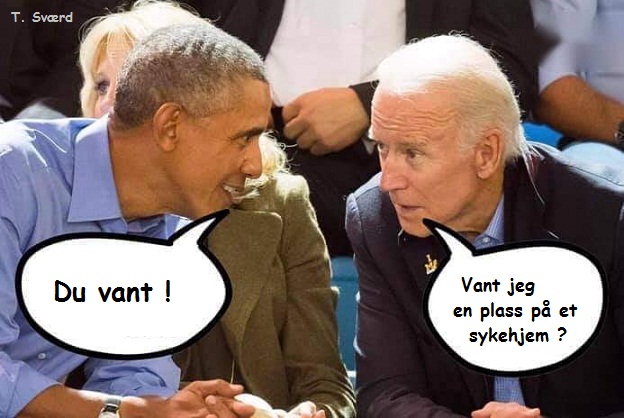 T. Sværd
Du vant !
Vant jeg
en plass på et
sykehjem ?